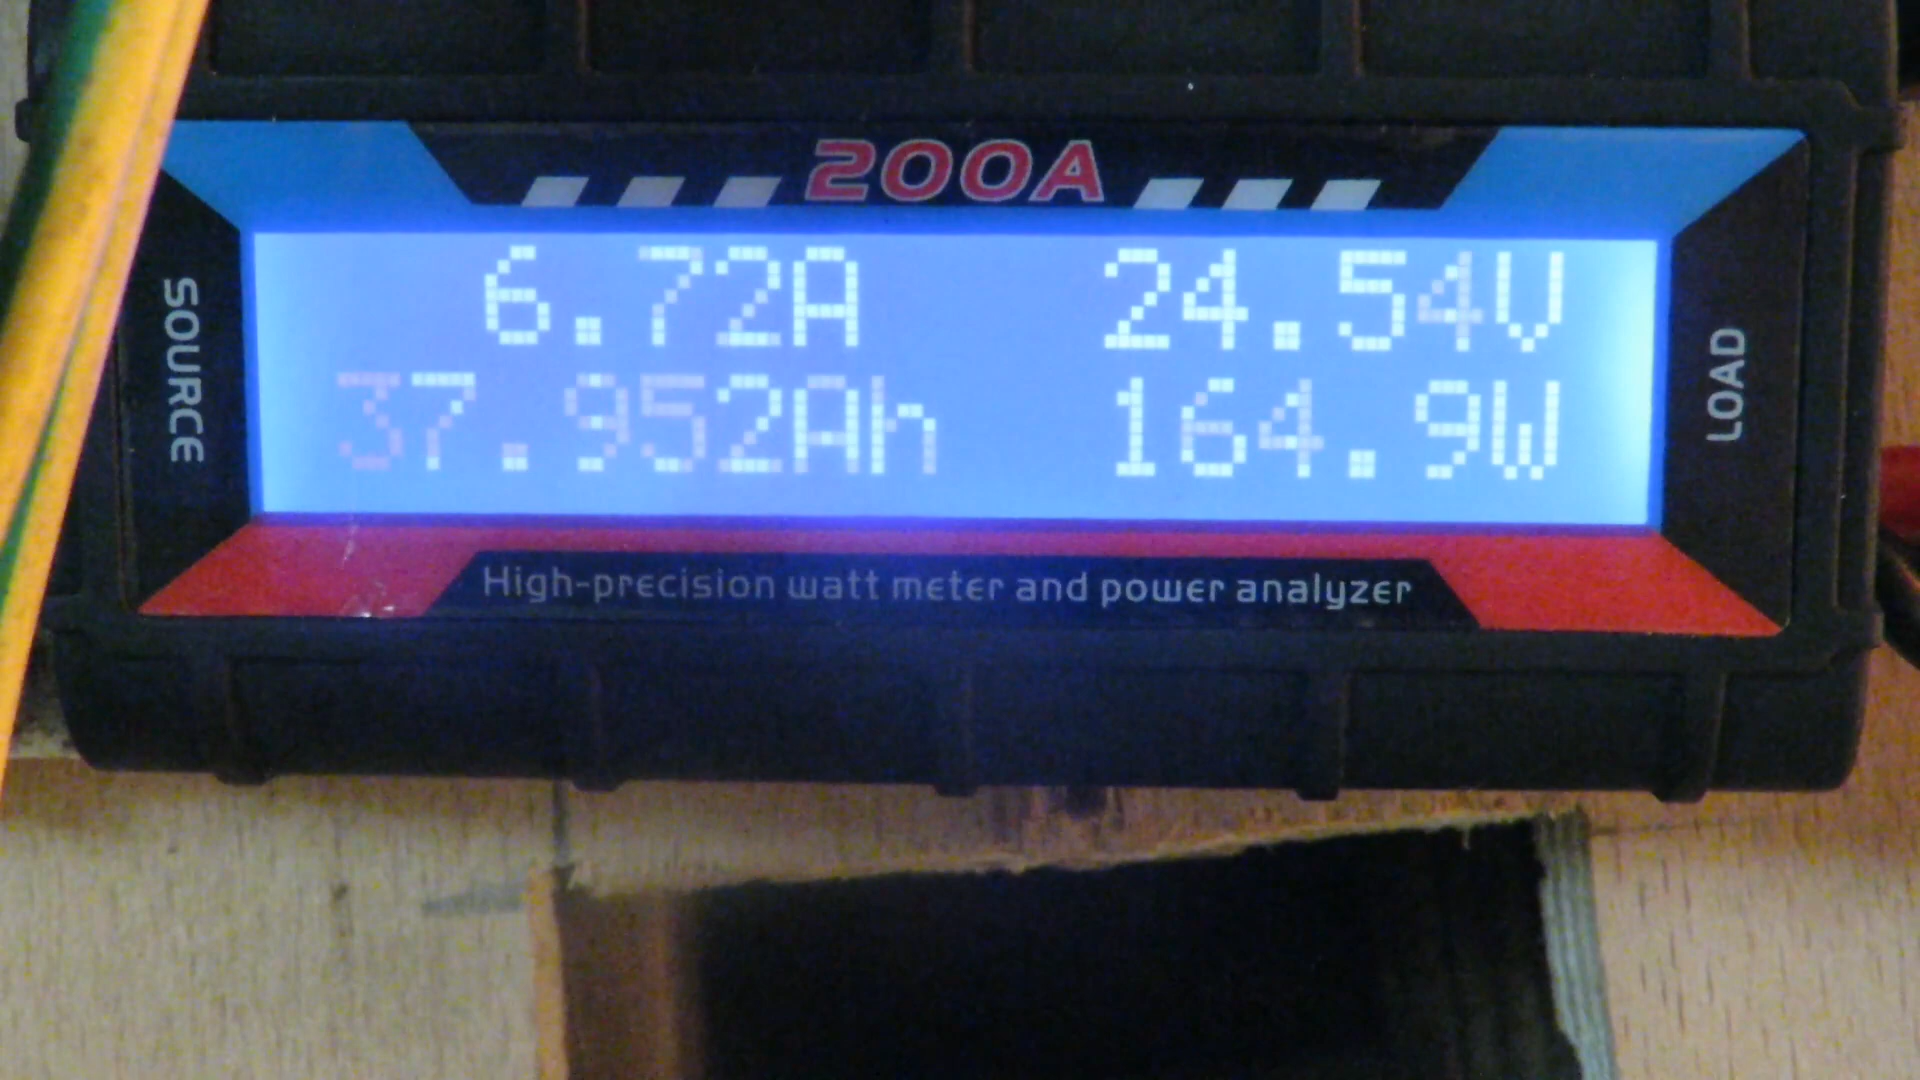 200A
SOURCE
6.72A 24.54V
37.952Ah 164.9W
LOAD
High-precision watt meter and power analyzer